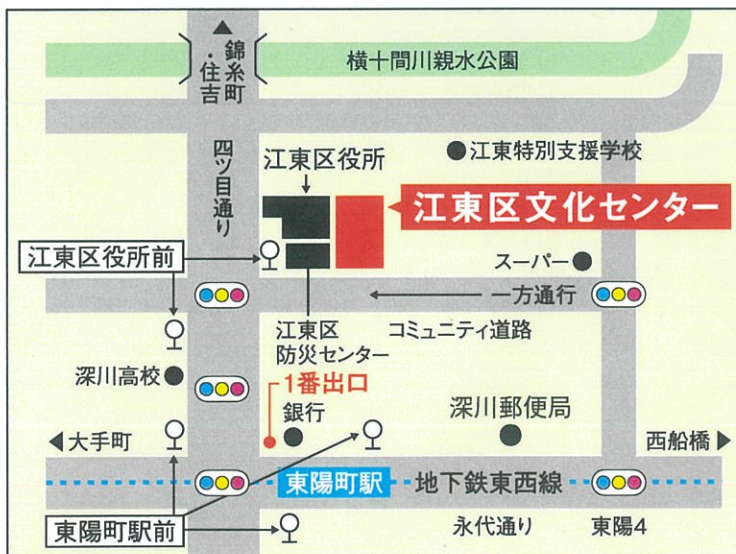 錦糸町・住吉
横十間川親水公園
四ツ目通り
江東区役所
江東特別支援学校
江東区文化センター
江東区役所前
スーパー
一方通行
江東区
防災センター
コミュニティ道路
深川高校
1番出口
銀行
深川郵便局
大手町
西船橋
東陽町駅
地下鉄東西線
東陽町駅前
永代通り
東陽4